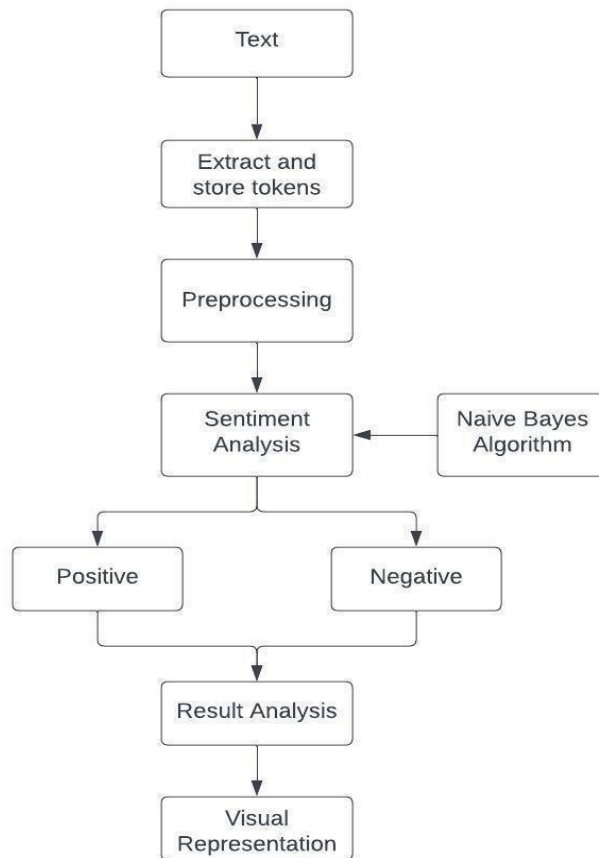 Text
Extract and
store tokens
Preprocessing
Sentiment
Analysis
Naive Bayes
Algorithm
Positive
Negative
Result Analysis
Visual
Representation